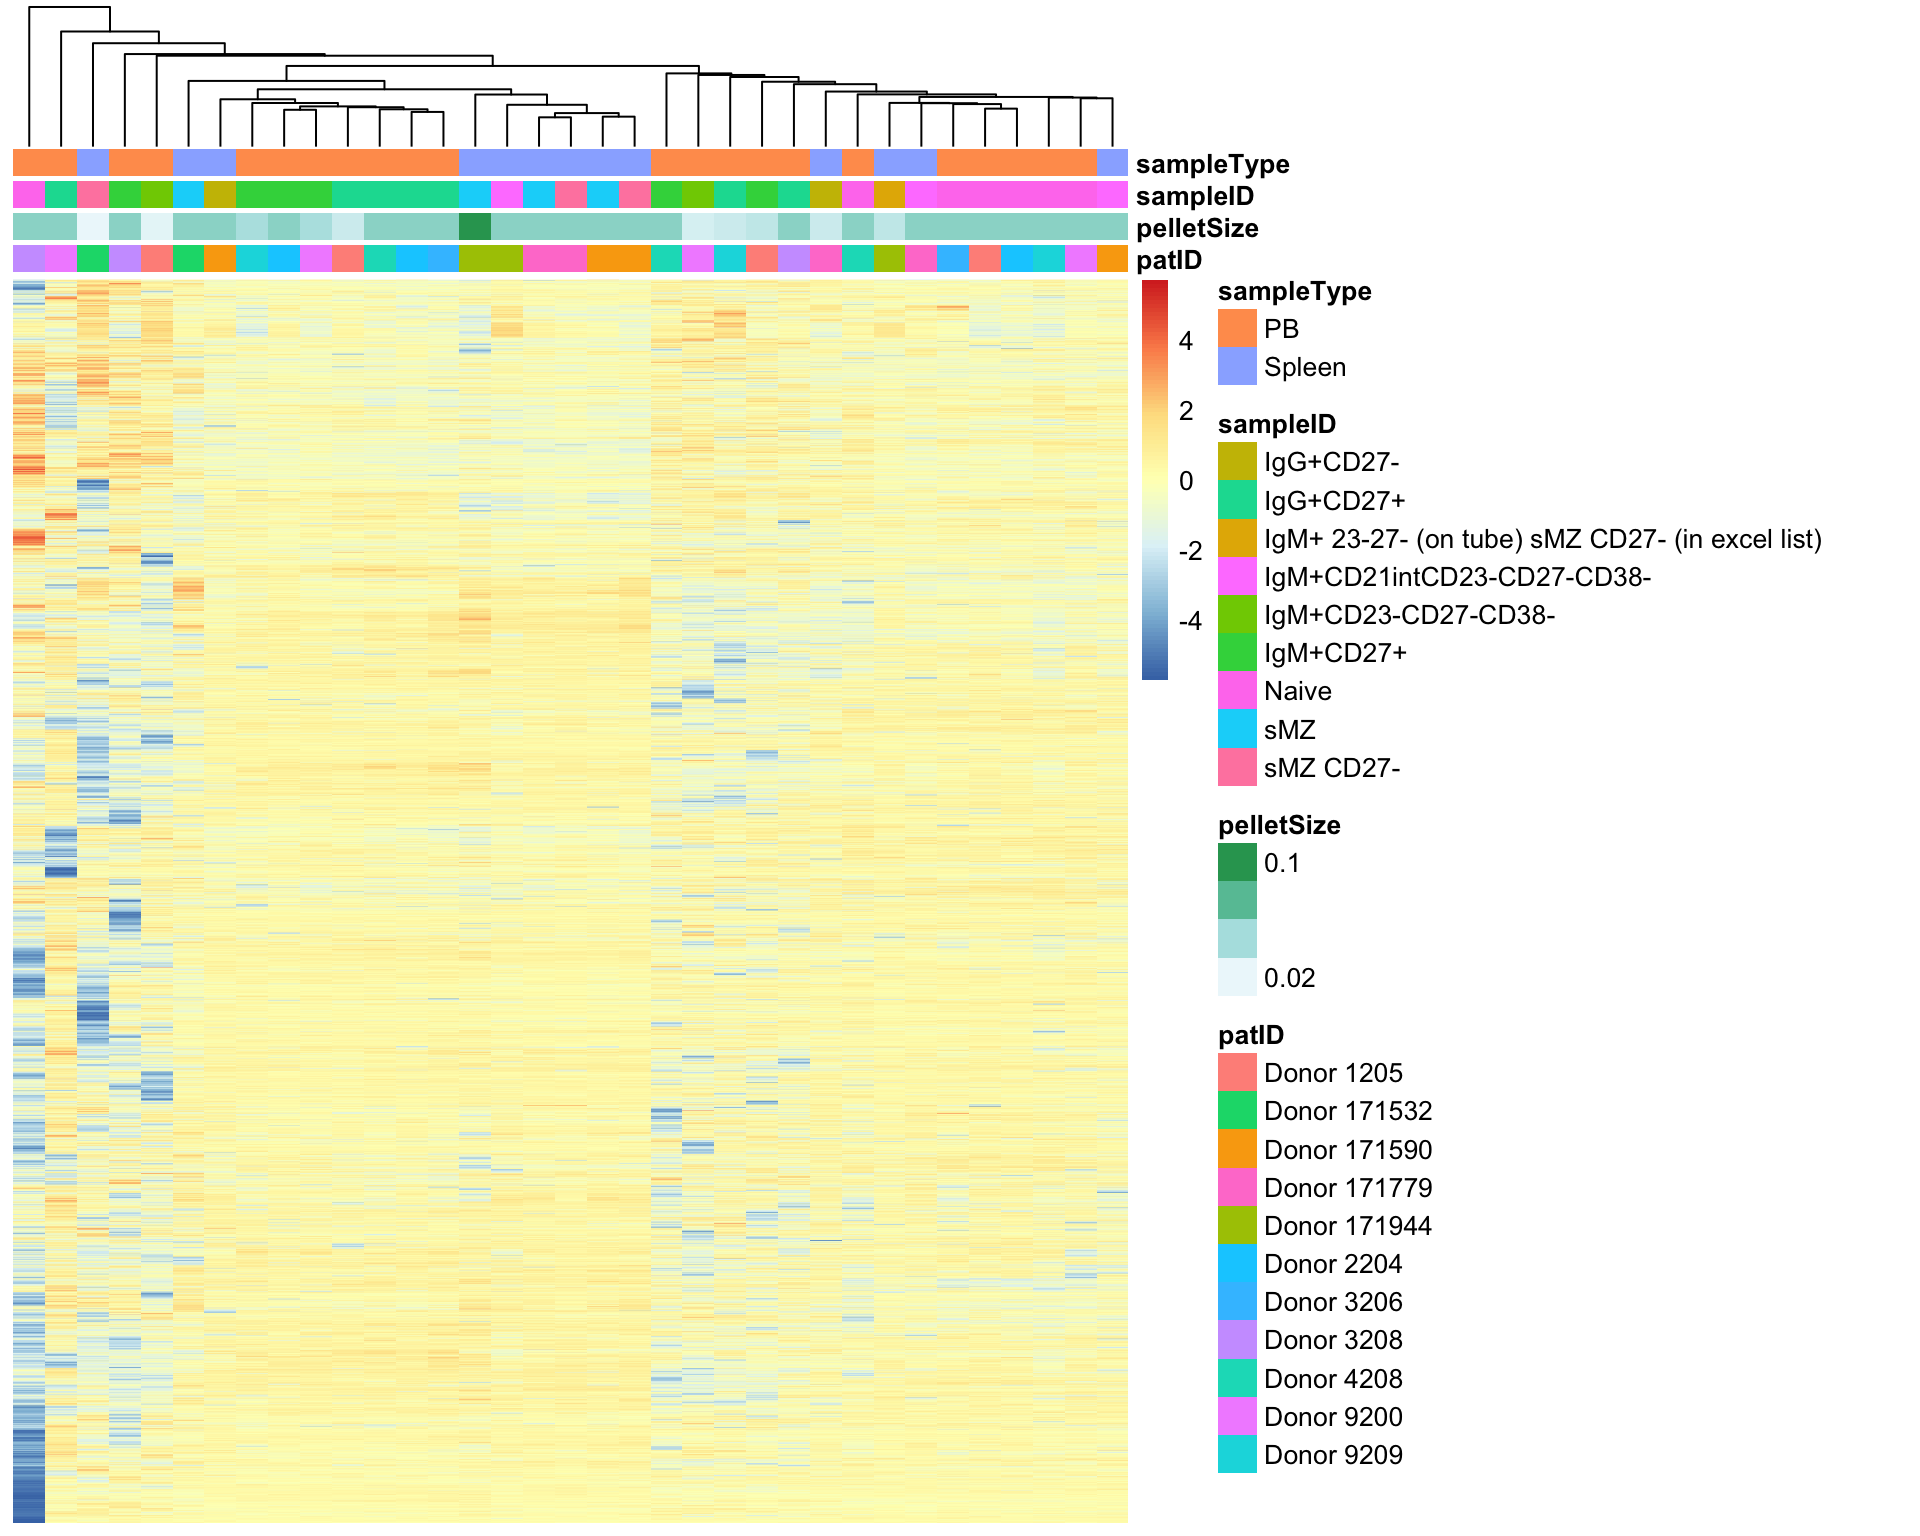 sampleType
sampleID
pelletSize
patID
4
2
0
-2
-4
sampleType
PB
Spleen
sampleID
IgG+CD27-
IgG+CD27+
IgM+ 23-27- (on tube) sMZ CD27- (in excel list)
IgM+CD21intCD23-CD27-CD38-
IgM+CD23-CD27-CD38-
IgM+CD27+
Naive
sMZ
sMZ CD27-
pelletSize
0.1
0.02
patID
Donor 1205
Donor 171532
Donor 171590
Donor 171779
Donor 171944
Donor 2204
Donor 3206
Donor 3208
Donor 4208
Donor 9200
Donor 9209